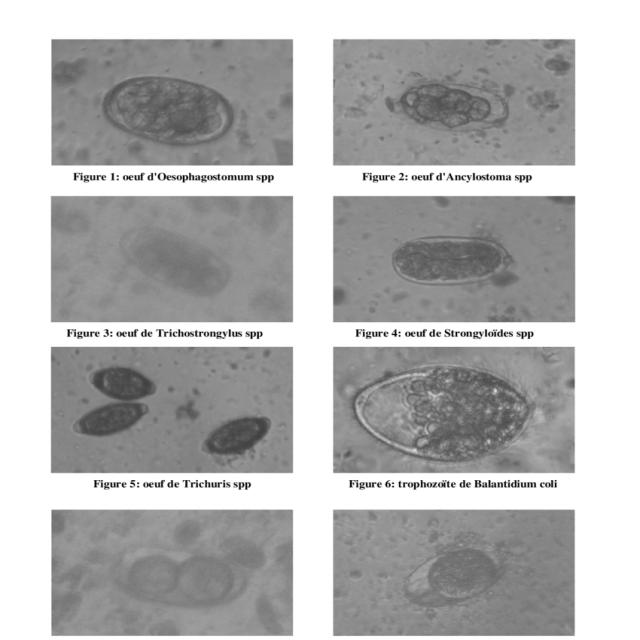 Figure 1: oeuf d'Oesophagostomum spp
Figure 2: oeuf d'Ancylostoma spp
Figure 3: oeuf de Trichostrongylus spp
Figure 4: oeuf de Strongyloïdes spp
Figure 5: oeuf de Trichuris spp
Figure 6: trophozoïte de Balantidium coli